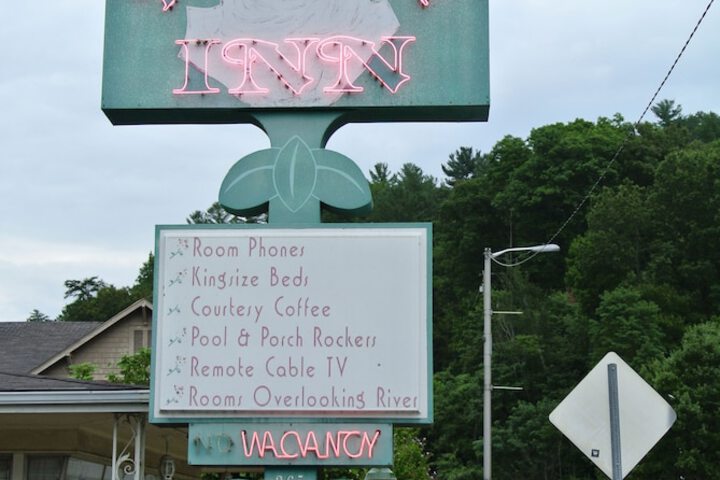 INN
Room Phones
Kingsize Beds
Courtesy Coffee
Pool & Porch Rockers
Remote Cable TV
Rooms Overlooking River
NO VACANCY